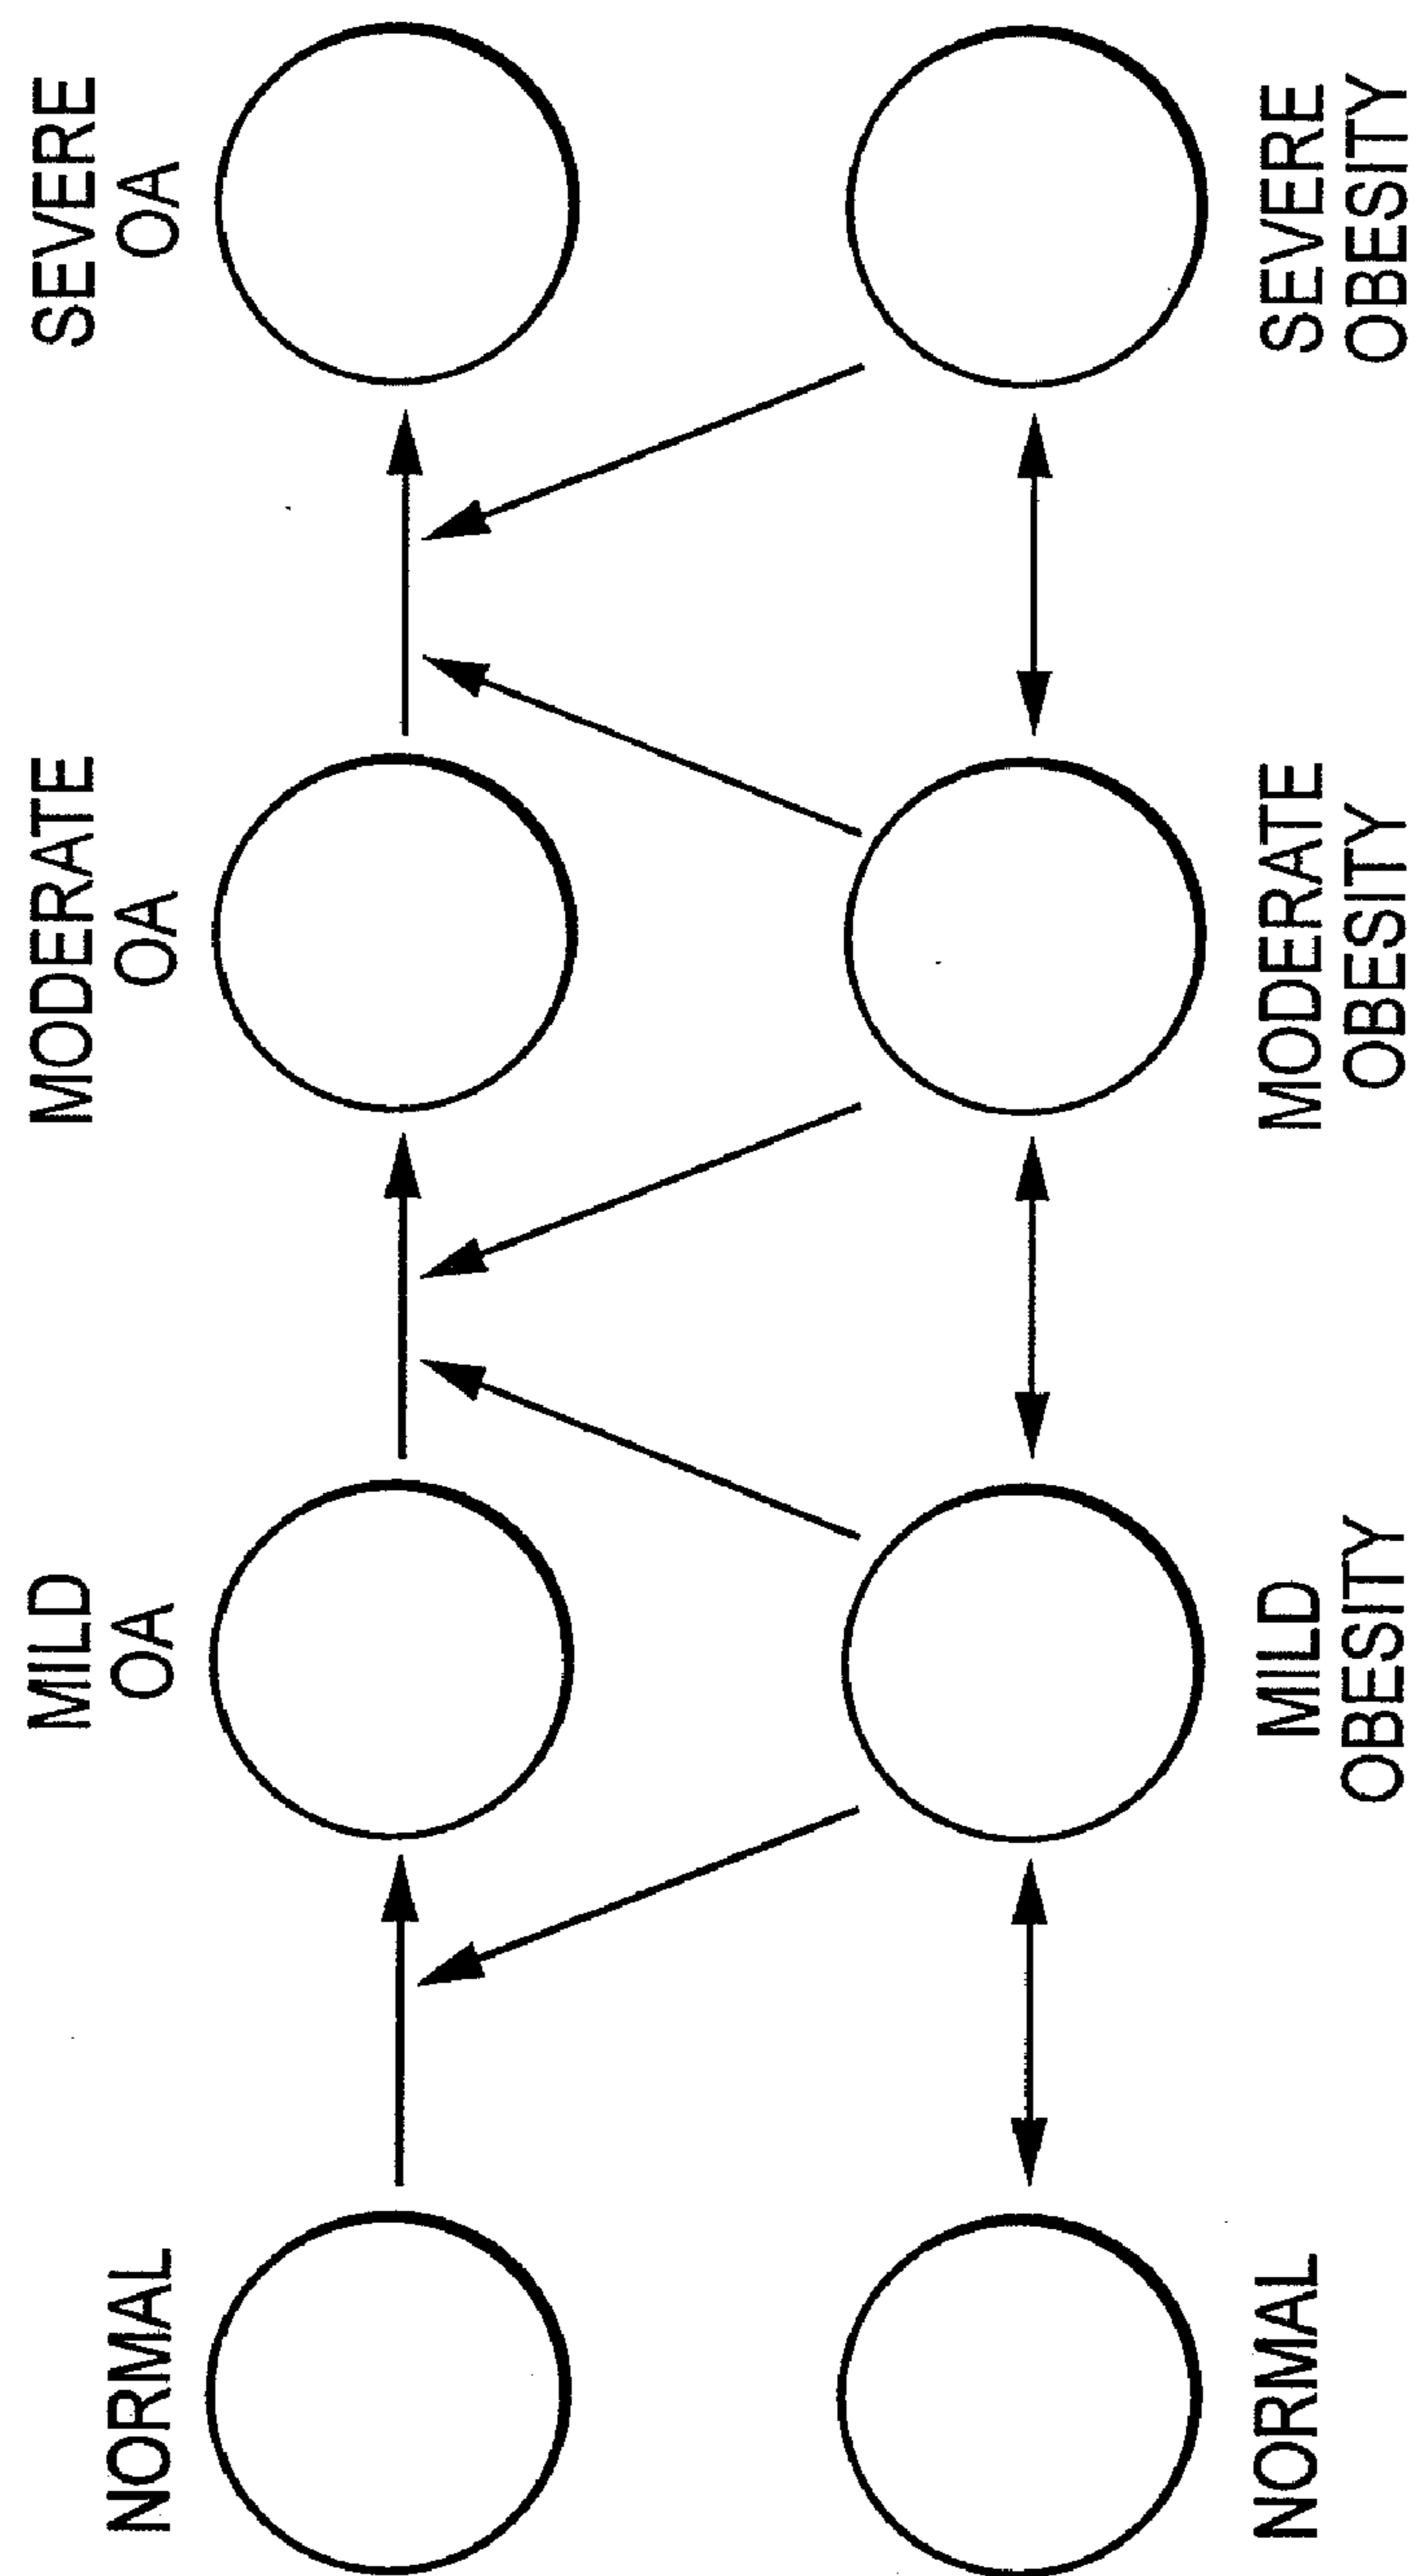 NORMAL
MILD
OA
MODERATE
OA
SEVERE
OA
NORMAL
MILD
OBESITY
MODERATE
OBESITY
SEVERE
OBESITY